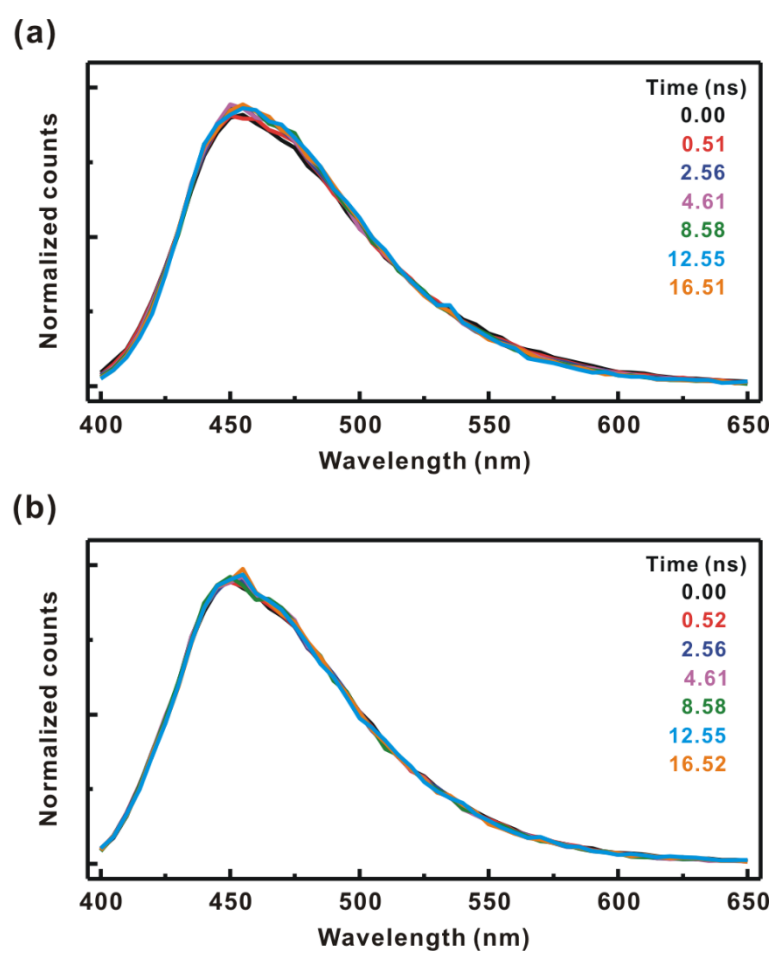 (a)
Normalized counts
Time (ns)
0.00
0.51
2.56
4.61
8.58
12.55
16.51
400 450 500 550 600 650
Wavelength (nm)
(b)
Normalized counts
Time (ns)
0.00
0.52
2.56
4.61
8.58
12.55
16.52
400 450 500 550 600 650
Wavelength (nm)